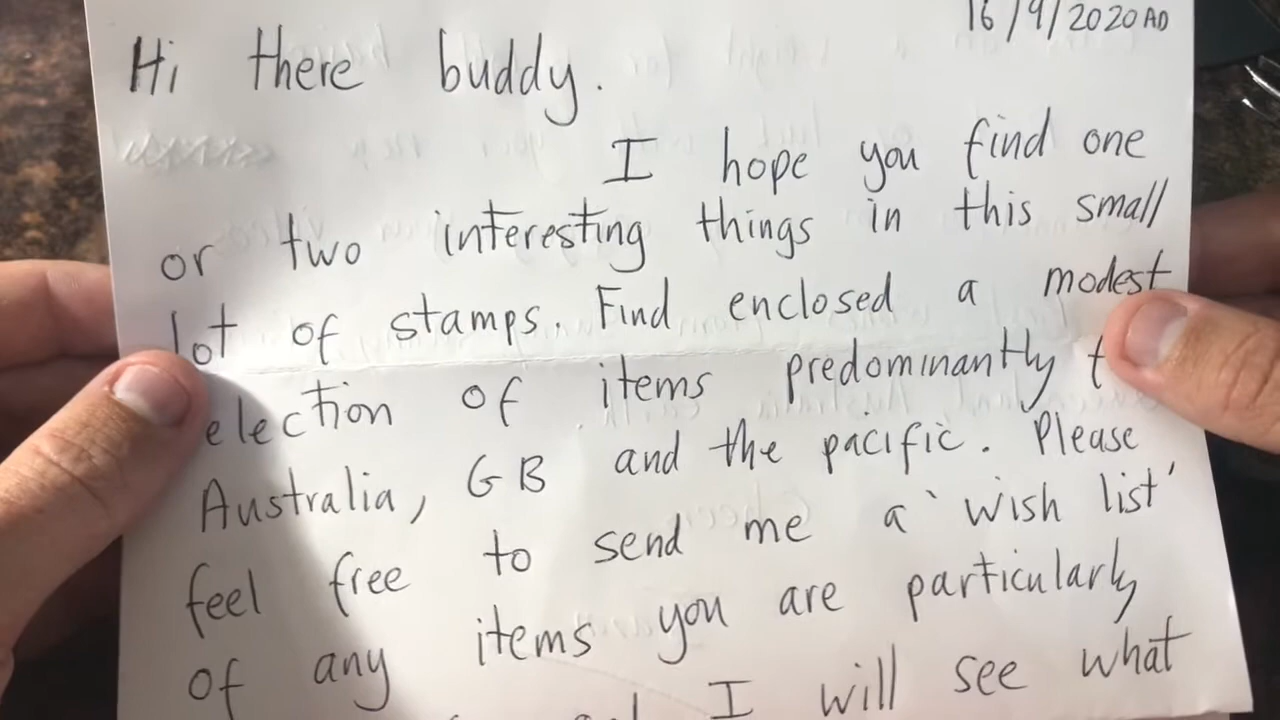 16/9/2020 AD
Hi there buddy.
I hope you find one
or two interesting things in this small
lot of stamps. Find enclosed a modest
election of items predominantly
Australia, GB and the pacific. Please
feel free to send me a 'wish list'
of any items you are particularly
I will see what